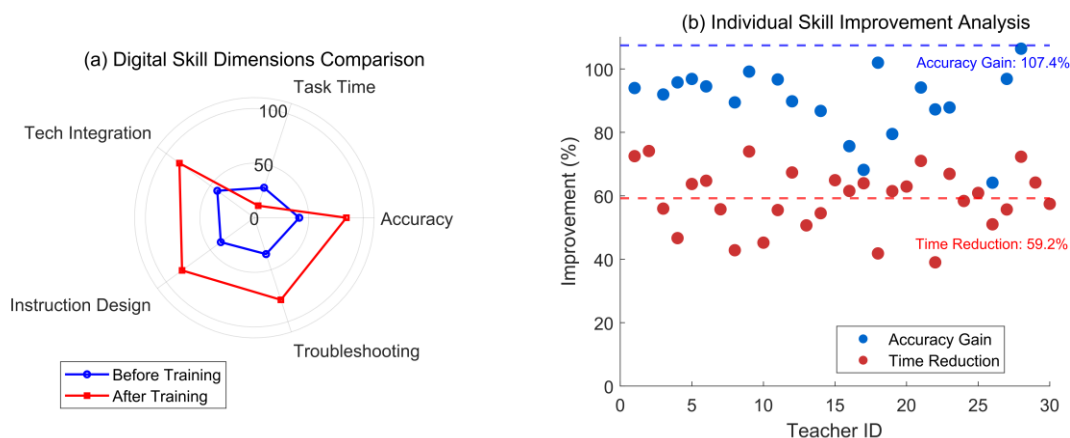 (a) Digital Skill Dimensions Comparison
Task Time
100
Tech Integration
50
0
Accuracy
Instruction Design
Troubleshooting
Before Training
After Training
(b) Individual Skill Improvement Analysis
Accuracy Gain: 107.4%
100
80
60
40
20
0
Improvement (%)
Time Reduction: 59.2%
Accuracy Gain
Time Reduction
0
5
10
15
20
25
30
Teacher ID